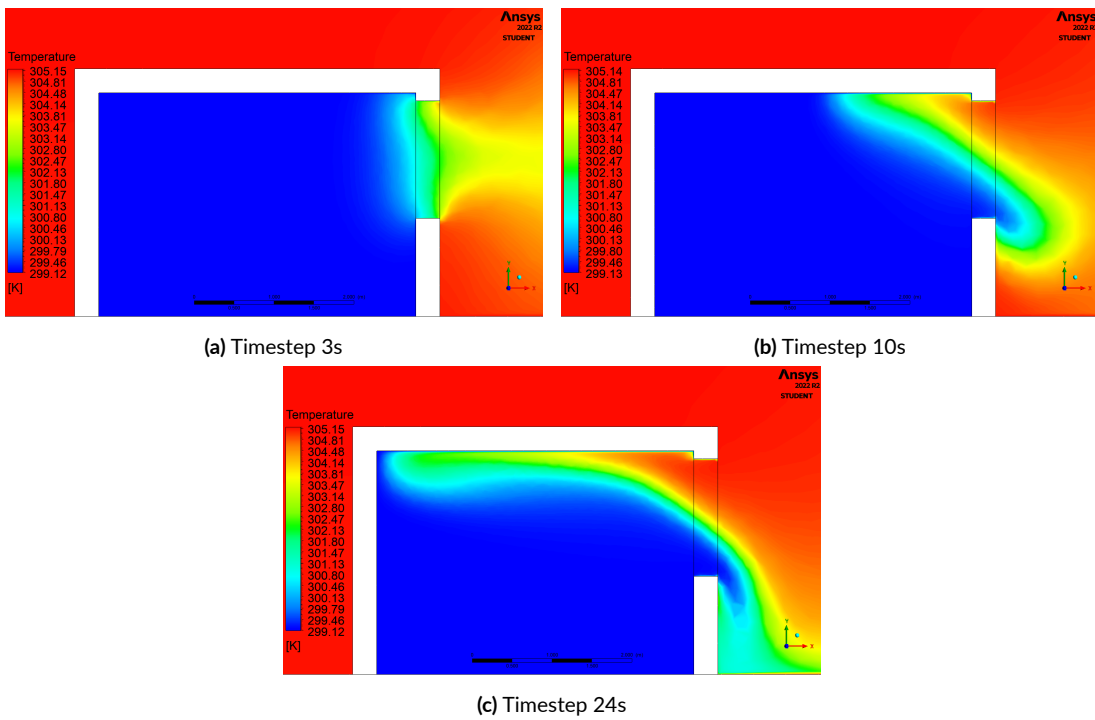 Ansys
2022 R2
STUDENT
Temperature
305.15
304.81
304.48
304.14
303.81
303.47
303.14
302.80
302.47
302.13
301.80
301.47
301.13
300.80
300.46
300.13
299.79
299.46
299.12
[K]
Y
X
(a) Timestep 3s
Ansys
2022 R2
STUDENT
Temperature
305.14
304.81
304.48
304.14
303.81
303.47
303.14
302.80
302.47
302.13
301.80
301.47
301.13
300.80
300.46
300.13
299.79
299.46
299.13
[K]
Y
X
(b) Timestep 10s
Ansys
2022 R2
STUDENT
Temperature
305.15
304.81
304.48
304.14
303.81
303.47
303.14
302.80
302.47
302.13
301.80
301.47
301.13
300.80
300.46
300.13
299.79
299.46
299.12
[K]
Y
X
(c) Timestep 24s